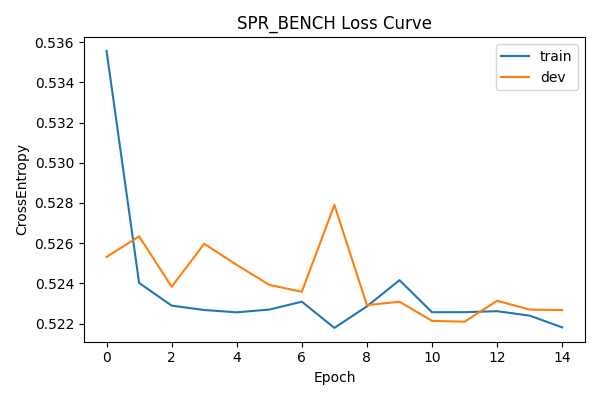 SPR_BENCH Loss Curve
train
dev
CrossEntropy
0.536
0.534
0.532
0.530
0.528
0.526
0.524
0.522
0 2 4 6 8 10 12 14
Epoch